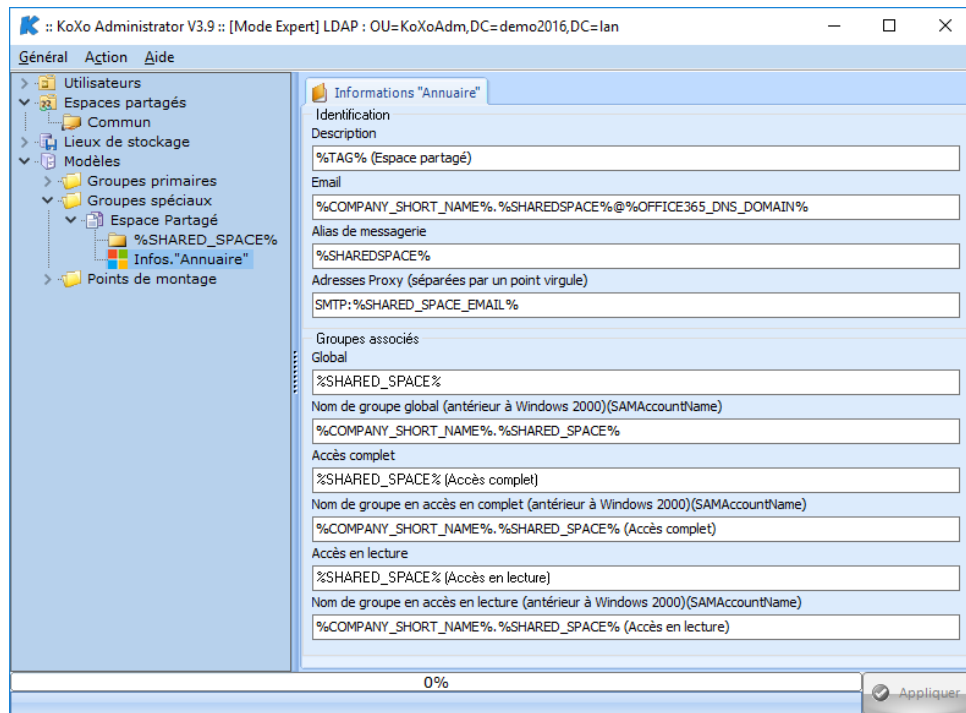 :: KoXo Administrator V3.9 :: [Mode Expert] LDAP : OU=KoXoAdm,DC=demo2016,DC=lan
Général Action Aide
Utilisateurs
Espaces partagés
Commun
Lieux de stockage
Modèles
Groupes primaires
Groupes spéciaux
Espace Partagé
%SHARED_SPACE%
Infos."Annuaire"
Points de montage
Informations "Annuaire"
Identification
Description
%TAG% (Espace partagé)
Email
%COMPANY_SHORT_NAME%.%SHAREDSPACE%@%OFFICE365_DNS_DOMAIN%
Alias de messagerie
%SHAREDSPACE%
Adresses Proxy (séparées par un point virgule)
SMTP:%SHARED_SPACE_EMAIL%
Groupes associés
Global
%SHARED_SPACE%
Nom de groupe global (antérieur à Windows 2000)(SAMAccountName)
%COMPANY_SHORT_NAME%.%SHARED_SPACE%
Accès complet
%SHARED_SPACE% (Accès complet)
Nom de groupe en accès en complet (antérieur à Windows 2000)(SAMAccountName)
%COMPANY_SHORT_NAME%.%SHARED_SPACE% (Accès complet)
Accès en lecture
%SHARED_SPACE% (Accès en lecture)
Nom de groupe en accès en lecture (antérieur à Windows 2000)(SAMAccountName)
%COMPANY_SHORT_NAME%.%SHARED_SPACE% (Accès en lecture)
0%
Appliquer